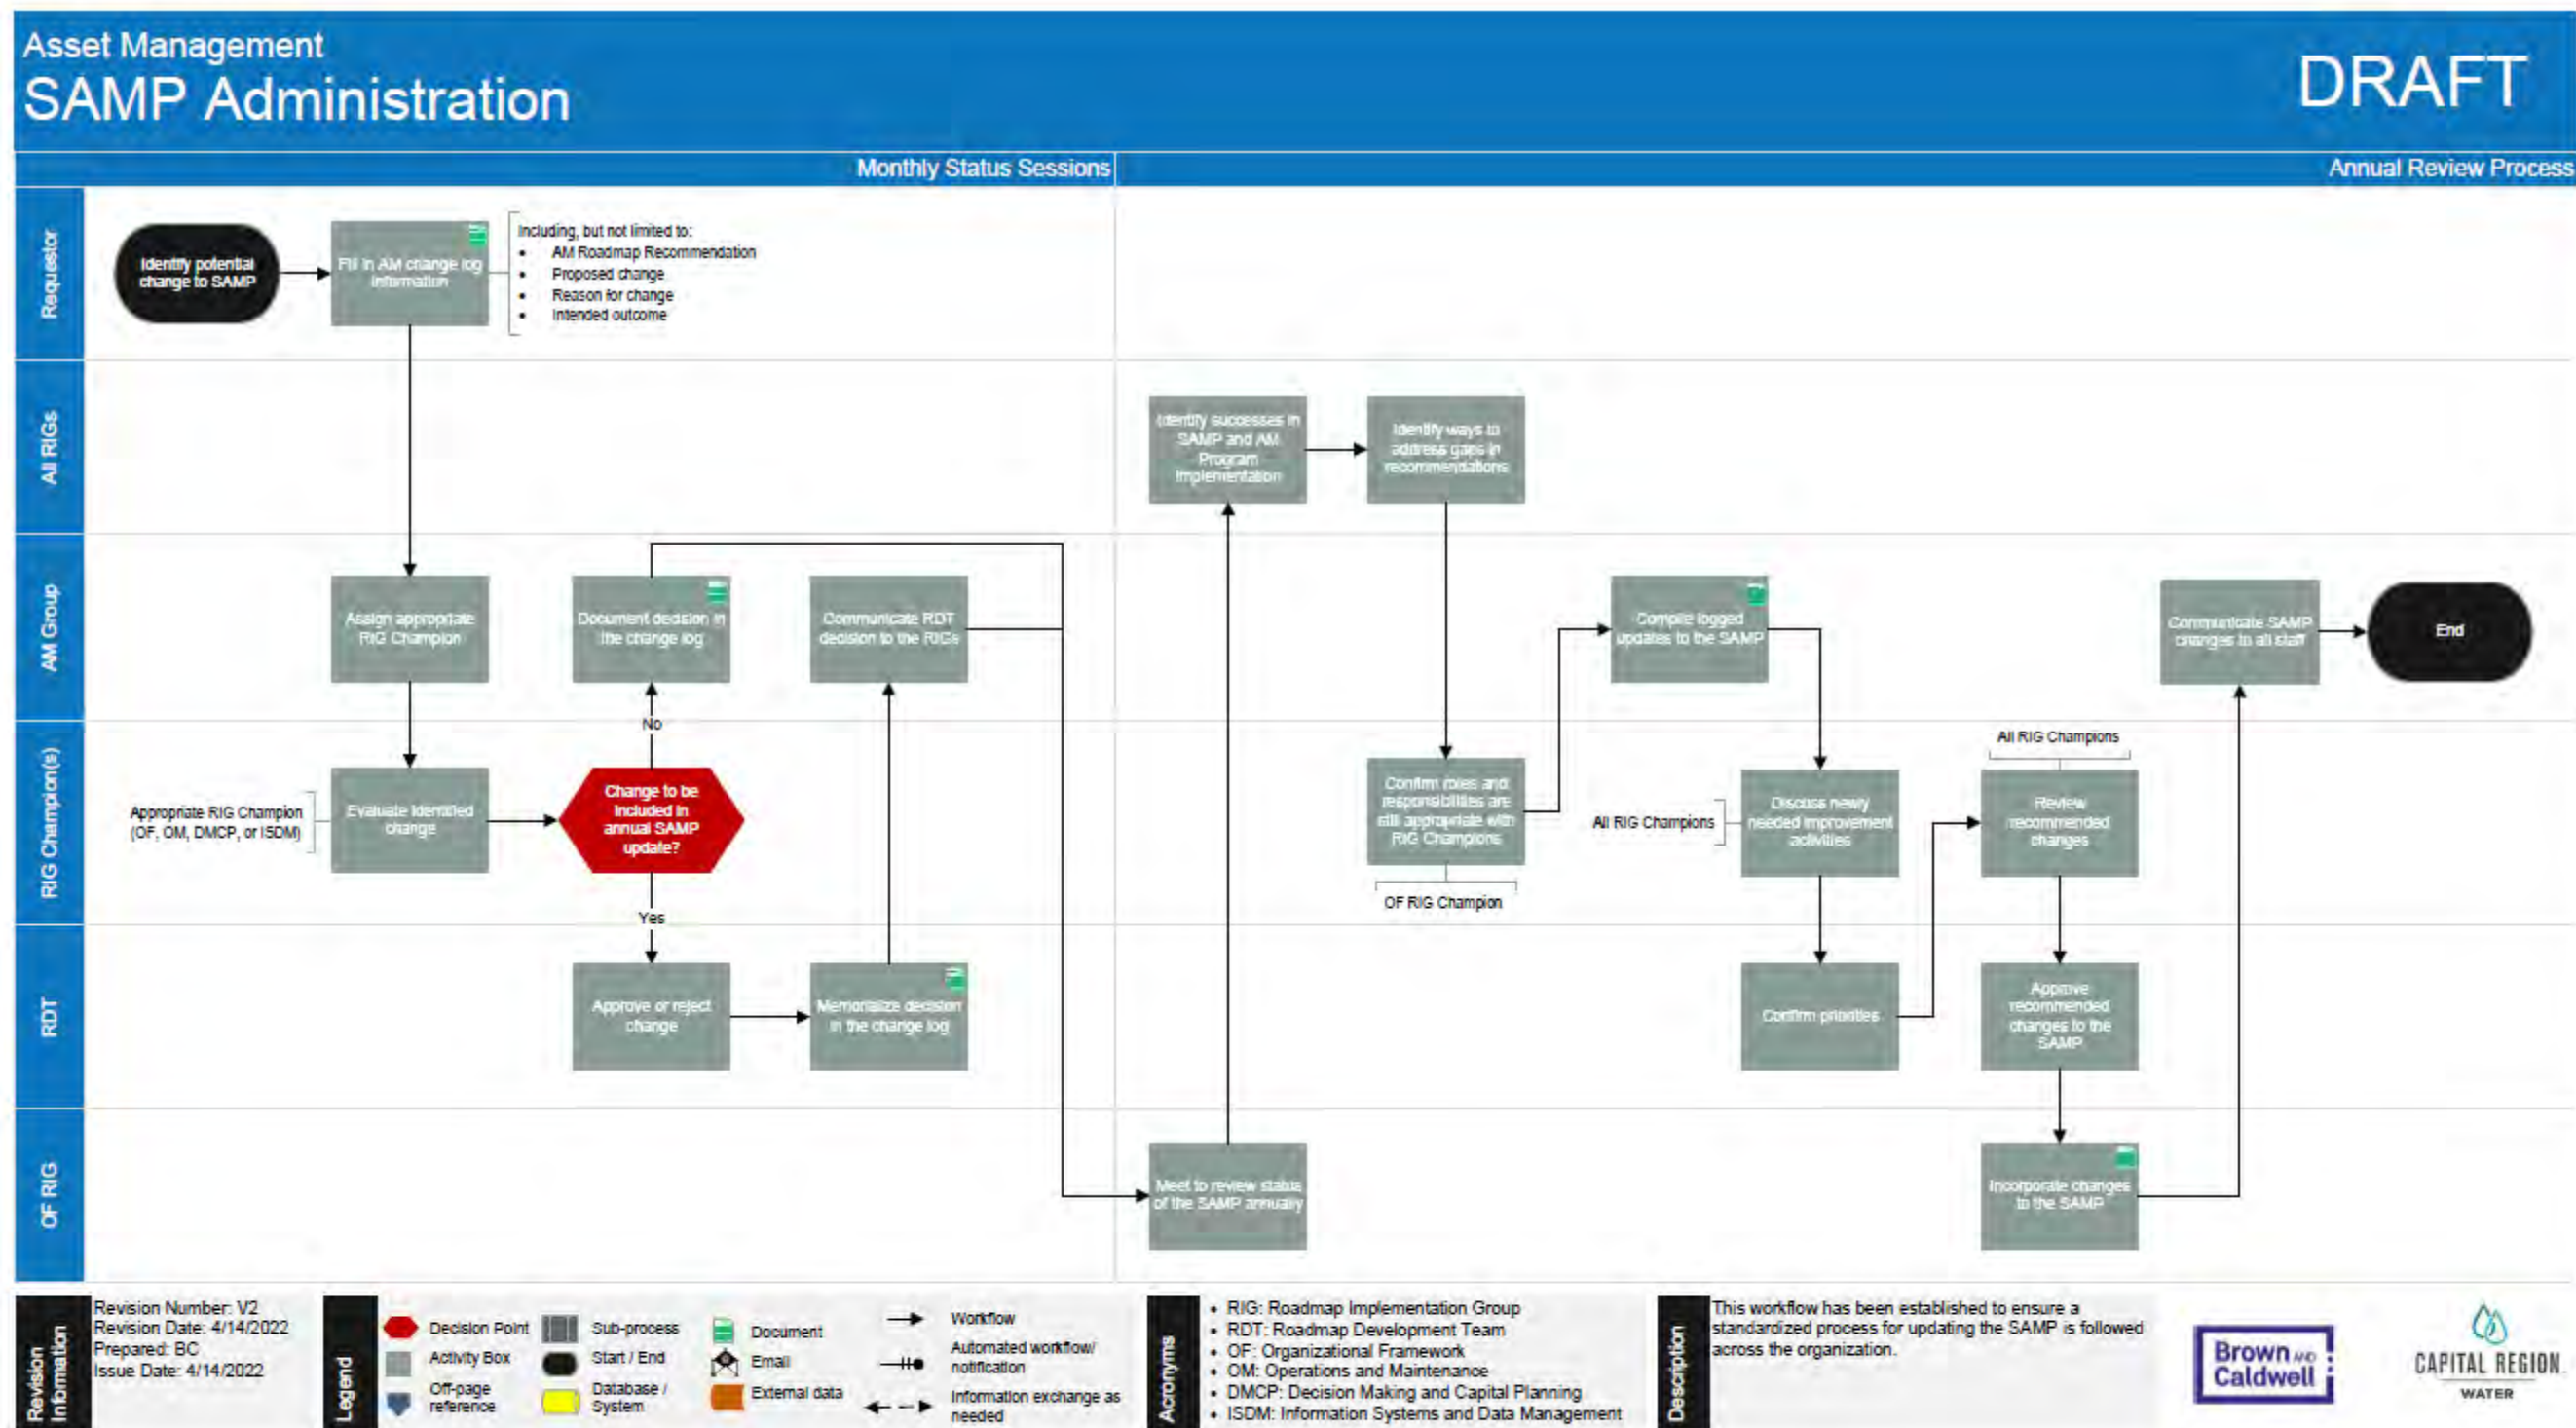 Asset Management
SAMP Administration
DRAFT
Monthly Status Sessions
Annual Review Process
Requestor
Identify potential
change to SAMP
Fill in AM change log
information
Including, but not limited to:
• AM Roadmap Recommendation
• Proposed change
• Reason for change
• Intended outcome
All RIGs
Identify successes in
SAMP and AM
Program
Implementation
Identify ways to
address gaps in
recommendations
AM Group
Assign appropriate
RIG Champion
Document decision in
the change log
Communicate RDT
decision to the RIGs
Compile logged
updates to the SAMP
Communicate SAMP
changes to all staff
End
No
RIG Champion(s)
Appropriate RIG Champion
(OF, OM, DMCP, or ISDM)
Evaluate identified
change
Change to be
included in
annual SAMP
update?
Confirm roles and
responsibilities are
still appropriate with
RIG Champions
OF RIG Champion
All RIG Champions
Discuss newly
needed improvement
activities
All RIG Champions
Review
recommended
changes
Yes
RDT
Approve or reject
change
Memorialize decision
in the change log
Confirm priorities
Approve
recommended
changes to the
SAMP
OF RIG
Meet to review status
of the SAMP annually
Incorporate changes
to the SAMP
Revision
Information
Revision Number: V2
Revision Date: 4/14/2022
Prepared: BC
Issue Date: 4/14/2022
Legend
Decision Point
Activity Box
Off-page
reference
Sub-process
Start / End
Database /
System
Document
Email
External data
Workflow
Automated workflow/
notification
Information exchange as
needed
Acronyms
• RIG: Roadmap Implementation Group
• RDT: Roadmap Development Team
• OF: Organizational Framework
• OM: Operations and Maintenance
• DMCP: Decision Making and Capital Planning
• ISDM: Information Systems and Data Management
Description
This workflow has been established to ensure a
standardized process for updating the SAMP is followed
across the organization.
Brown AND
Caldwell
CAPITAL REGION
WATER